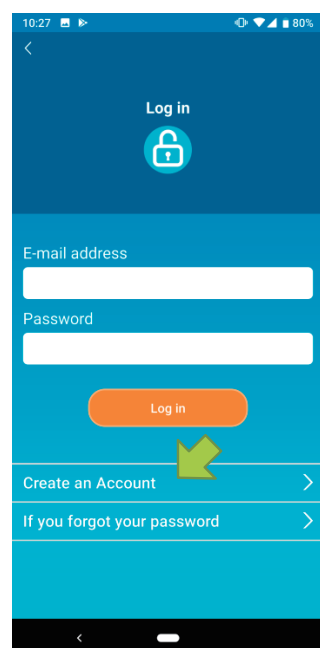 10:27 80%
Log in
E-mail address
Password
Log in
Create an Account
If you forgot your password